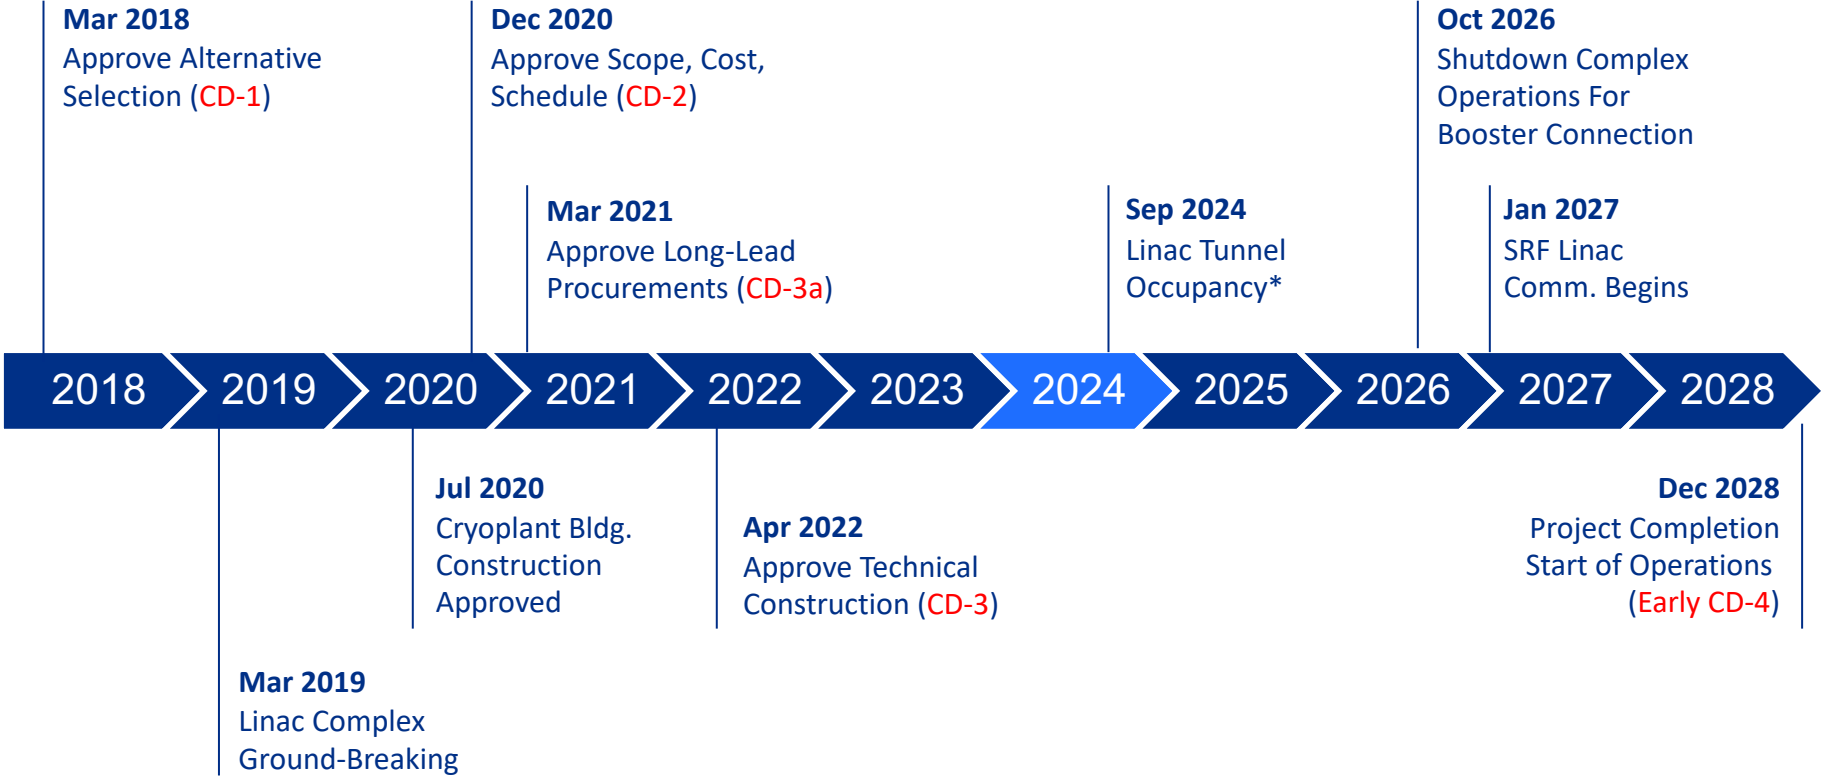 Mar 2018
Approve Alternative
Selection (CD-1)
Dec 2020
Approve Scope, Cost,
Schedule (CD-2)
Oct 2026
Shutdown Complex
Operations For
Booster Connection
Mar 2021
Approve Long-Lead
Procurements (CD-3a)
Sep 2024
Linac Tunnel
Occupancy*
Jan 2027
SRF Linac
Comm. Begins
2018 2019 2020 2021 2022 2023 2024 2025 2026 2027 2028
Jul 2020
Cryoplant Bldg.
Construction
Approved
Apr 2022
Approve Technical
Construction (CD-3)
Dec 2028
Project Completion
Start of Operations
(Early CD-4)
Mar 2019
Linac Complex
Ground-Breaking